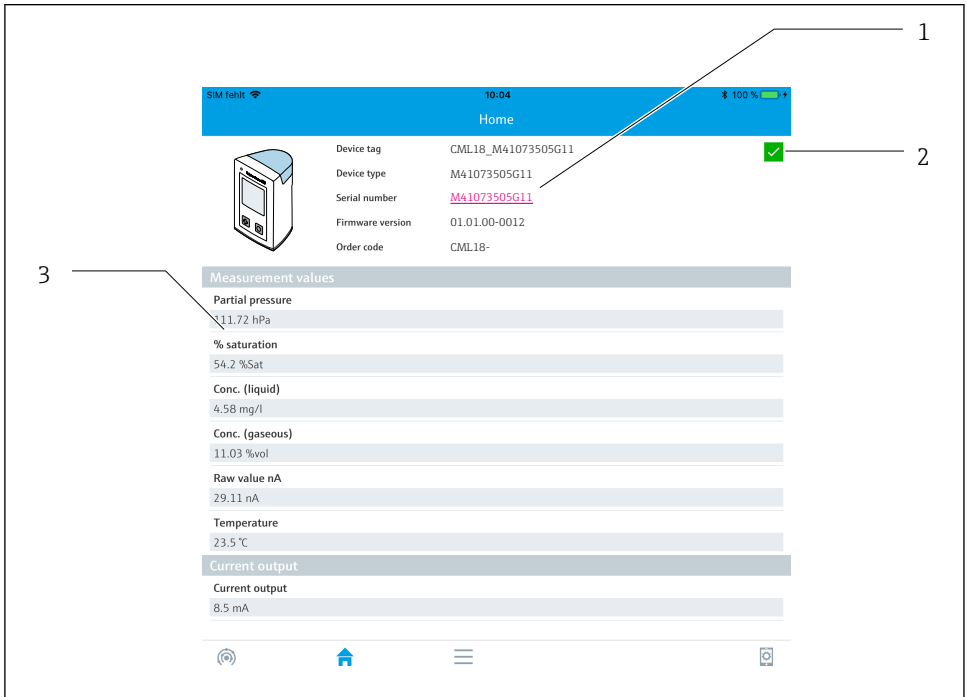 1
SIM fehlt 10:04 100 %
Home
Device tag CML18_M41073505G11
2
Device type M41073505G11
Serial number M41073505G11
Firmware version 01.01.00-0012
Order code CML18-
3
Measurement values
Partial pressure
111.72 hPa
% saturation
54.2 %Sat
Conc. (liquid)
4.58 mg/l
Conc. (gaseous)
11.03 %vol
Raw value nA
29.11 nA
Temperature
23.5 °C
Current output
Current output
8.5 mA